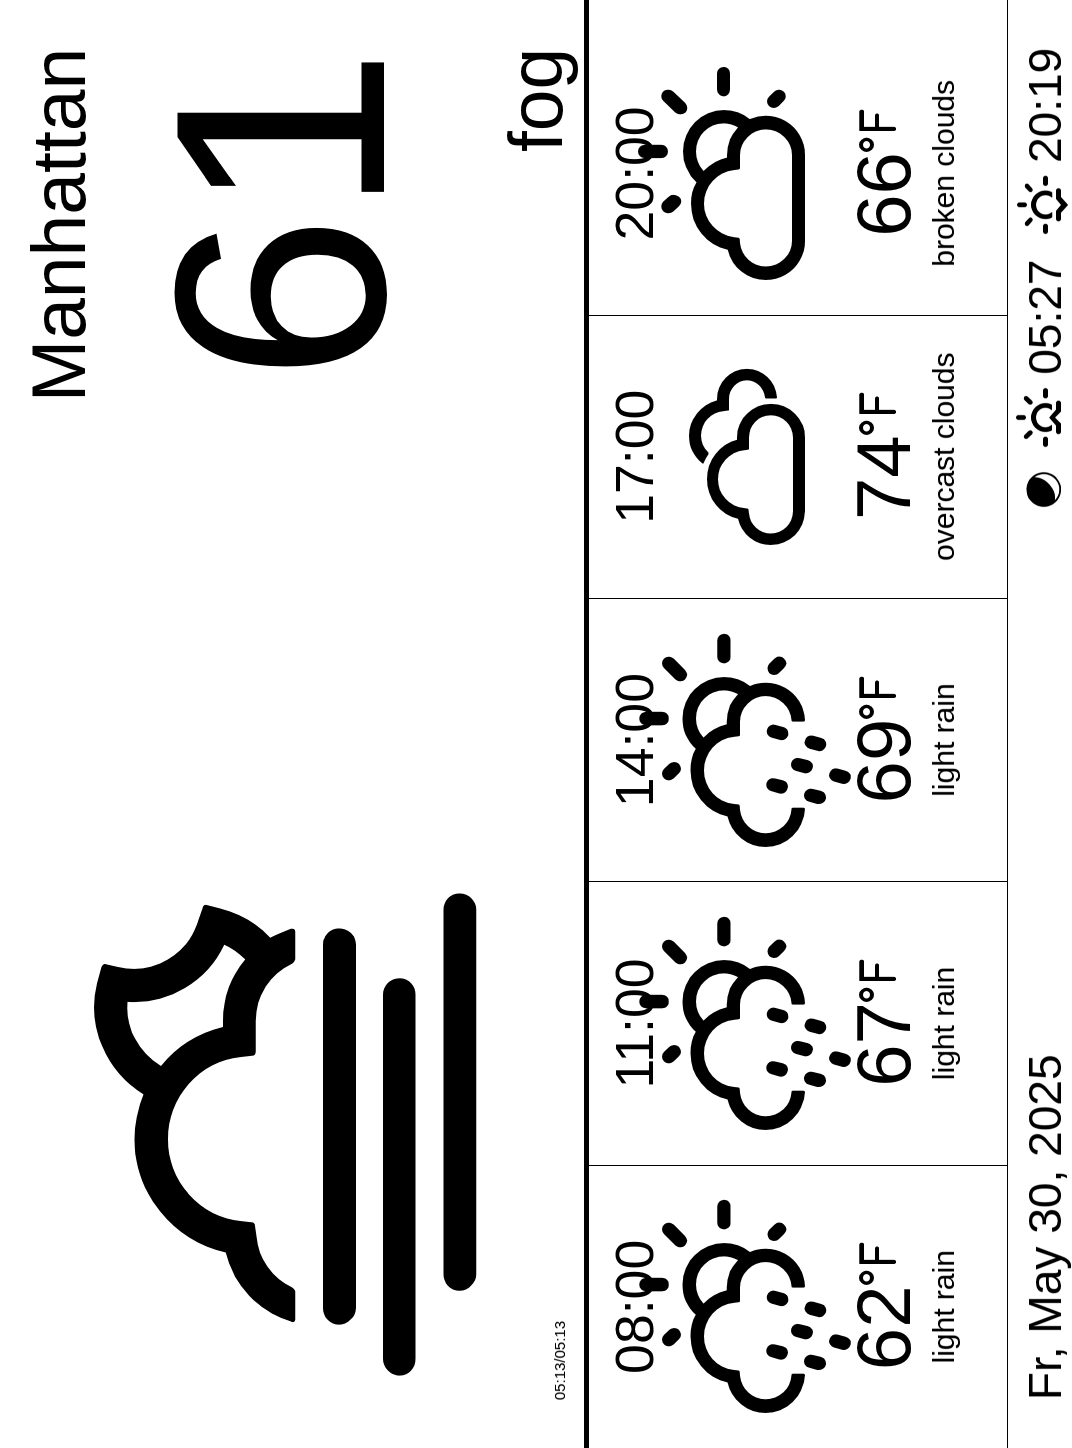 Manhattan
61
fog
05:13/05:13
08:00 11:00 14:00 17:00 20:00
62°F 67°F 69°F 74°F 66°F
light rain light rain light rain overcast clouds broken clouds
Fr, May 30, 2025 05:27 20:19